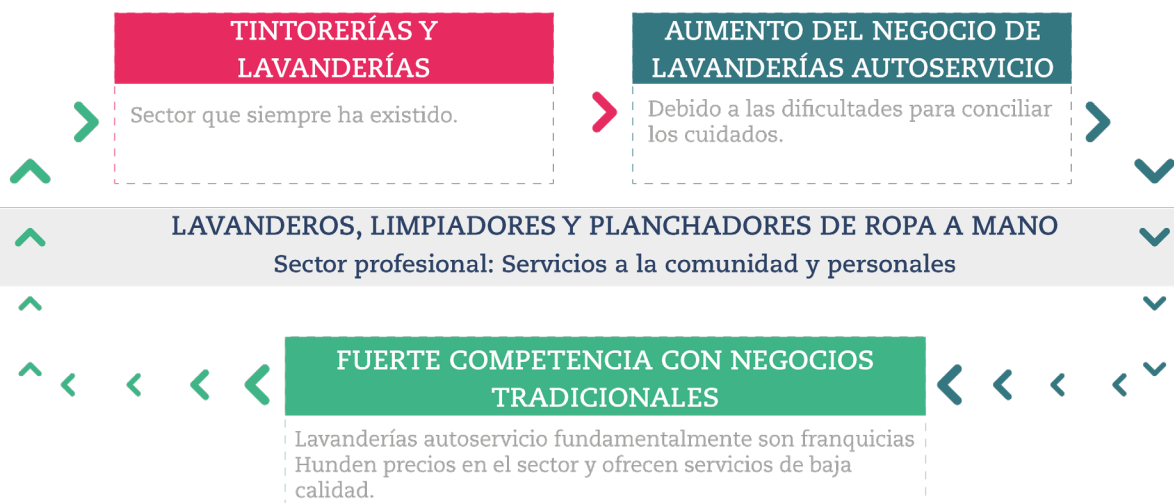 TINTORERÍAS Y
LAVANDERÍAS
Sector que siempre ha existido.
AUMENTO DEL NEGOCIO DE
LAVANDERÍAS AUTOSERVICIO
Debido a las dificultades para conciliar
los cuidados.
LAVANDEROS, LIMPIADORES Y PLANCHADORES DE ROPA A MANO
Sector profesional: Servicios a la comunidad y personales
FUERTE COMPETENCIA CON NEGOCIOS
TRADICIONALES
Lavanderías autoservicio fundamentalmente son franquicias
Hunden precios en el sector y ofrecen servicios de baja
calidad.